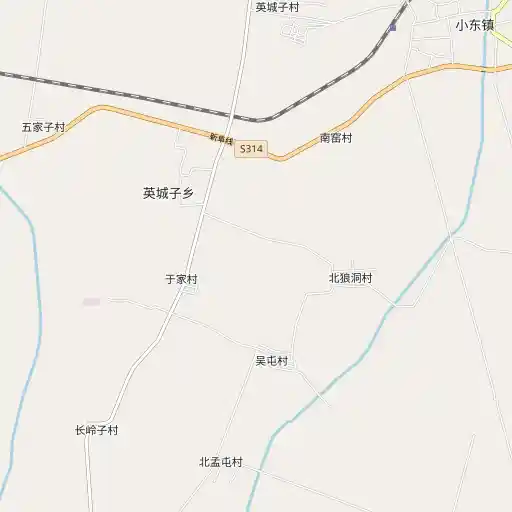 英城子村
小东镇
五家子村
新阜线
S314
南窑村
英城子乡
于家村
北狼洞村
吴屯村
长岭子村
北孟屯村